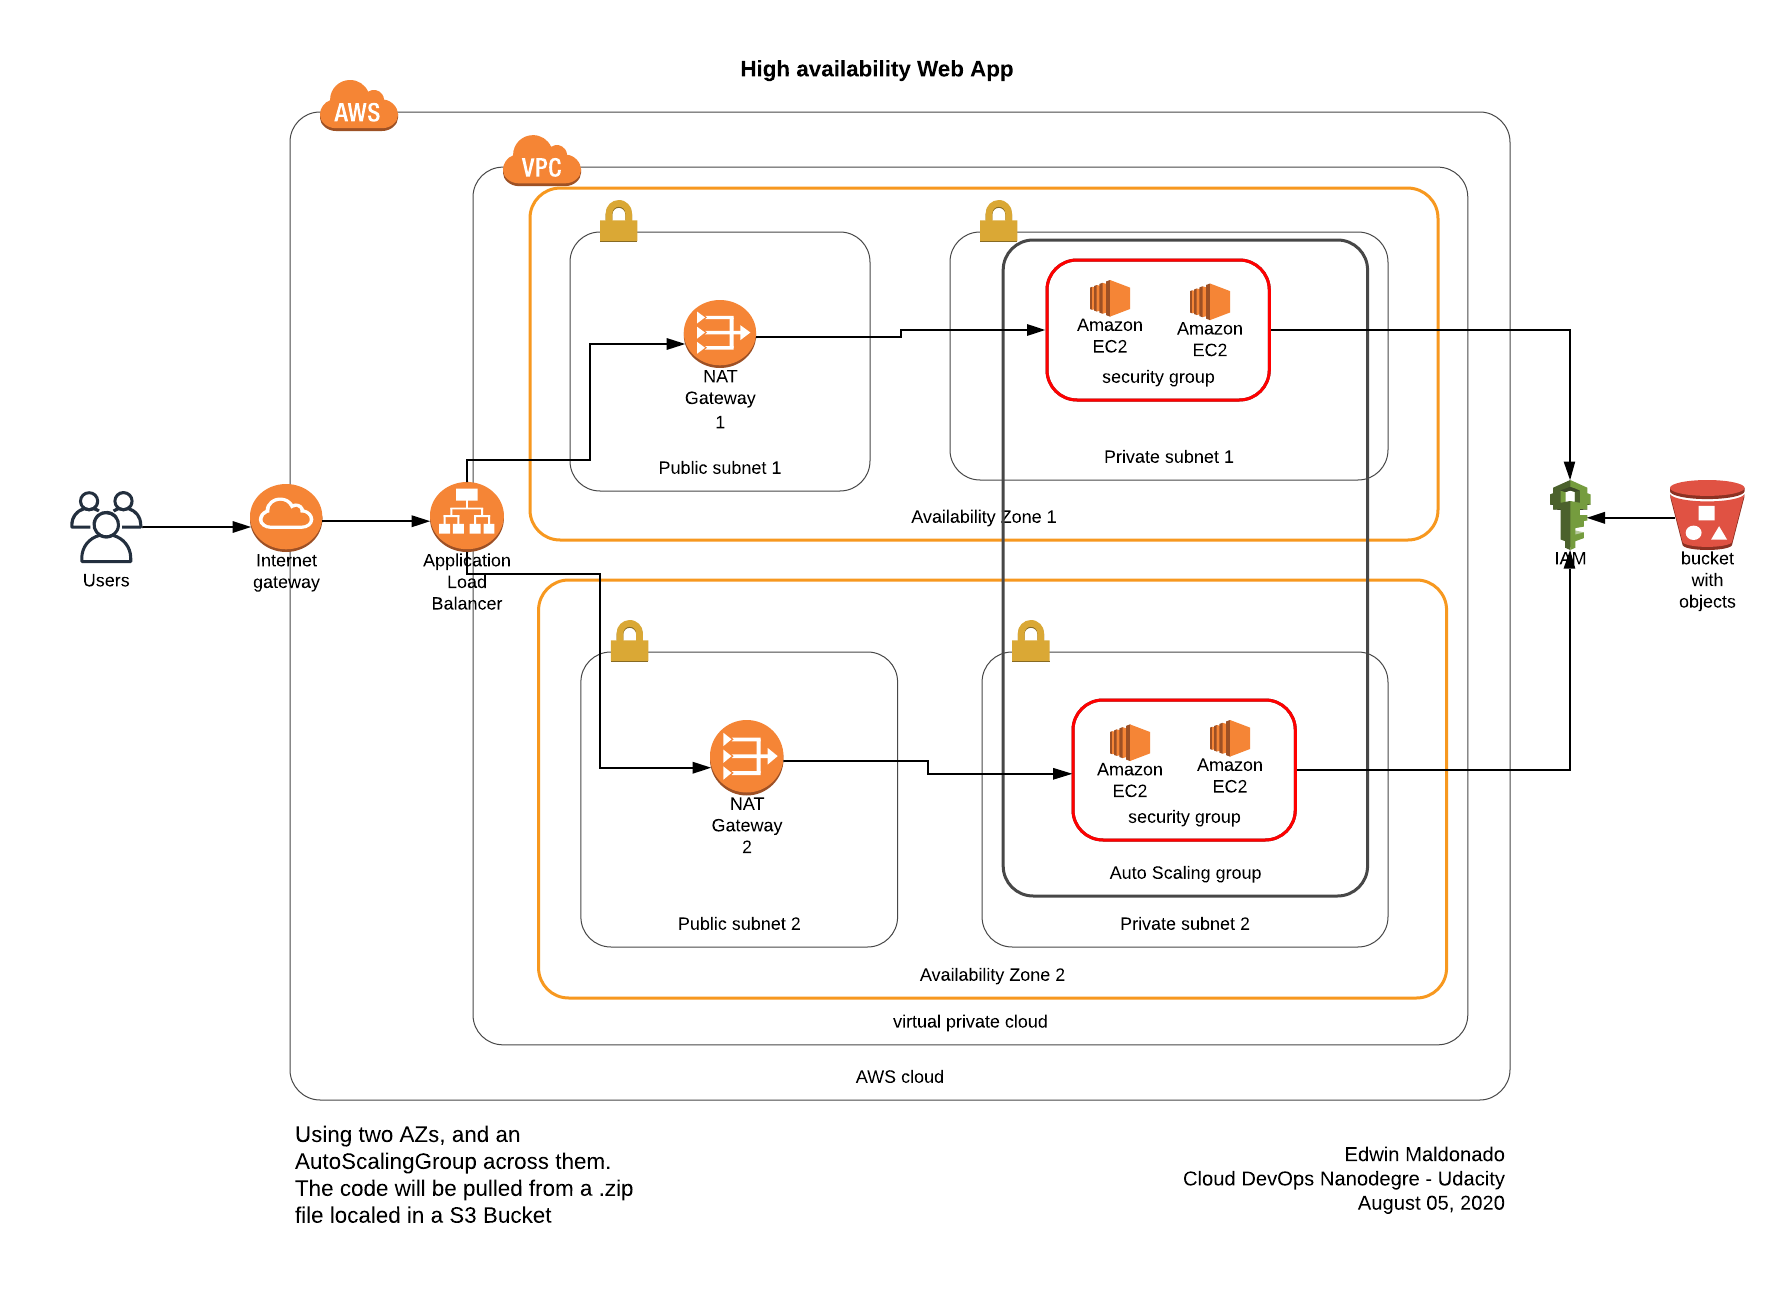 High availability Web App
AWS
VPC
Amazon
EC2
Amazon
EC2
security group
NAT
Gateway
1
Public subnet 1
Private subnet 1
Availability Zone 1
Users
Internet
gateway
Application
Load
Balancer
IAM
bucket
with
objects
Amazon
EC2
Amazon
EC2
security group
NAT
Gateway
2
Auto Scaling group
Public subnet 2
Private subnet 2
Availability Zone 2
virtual private cloud
AWS cloud
Using two AZs, and an
AutoScalingGroup across them.
The code will be pulled from a .zip
file localed in a S3 Bucket
Edwin Maldonado
Cloud DevOps Nanodegre - Udacity
August 05, 2020